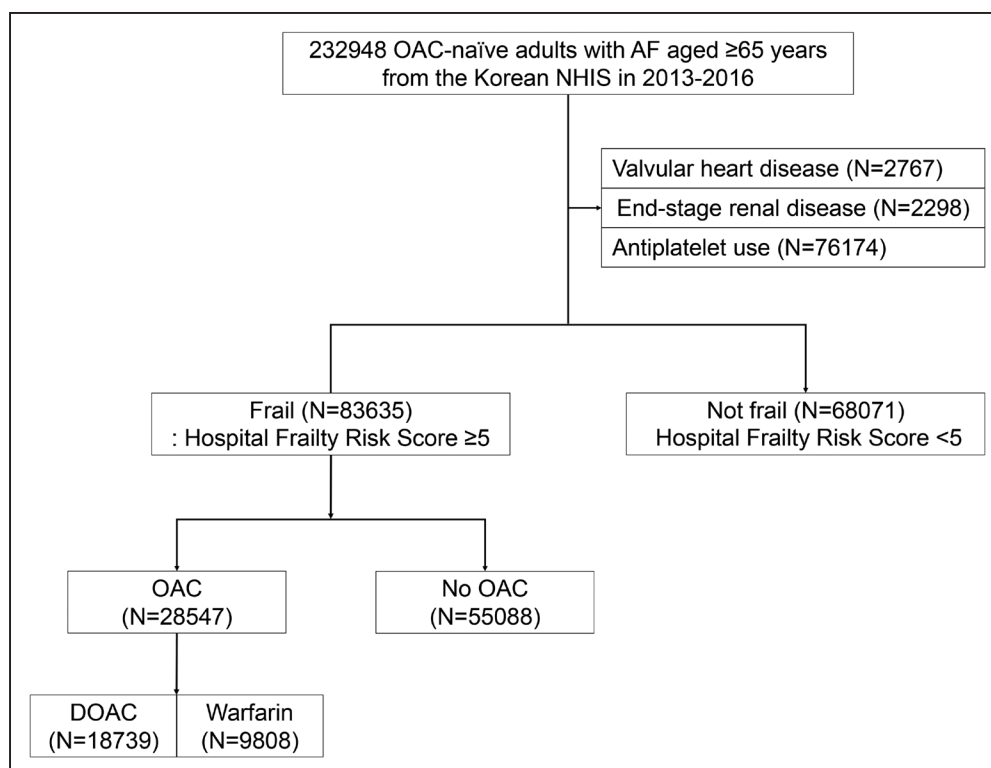 232948 OAC-naïve adults with AF aged ≥65 years
from the Korean NHIS in 2013-2016
Valvular heart disease (N=2767)
End-stage renal disease (N=2298)
Antiplatelet use (N=76174)
Frail (N=83635)
: Hospital Frailty Risk Score ≥5
Not frail (N=68071)
Hospital Frailty Risk Score <5
OAC
(N=28547)
No OAC
(N=55088)
DOAC
(N=18739)
Warfarin
(N=9808)